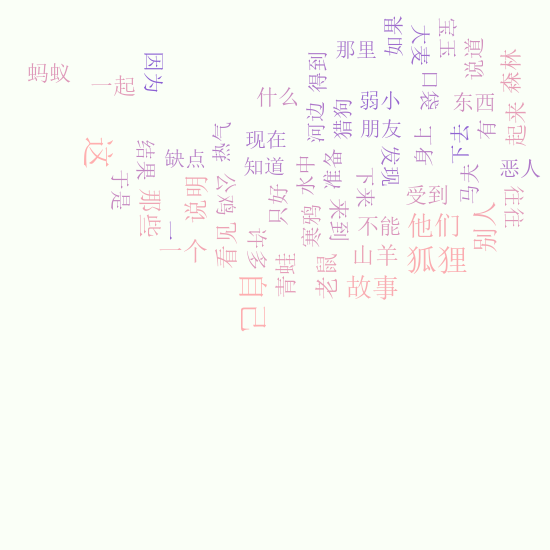 蚂蚁
一起
因为
什么
得到
那里
如果
大麦
宝玉
说道
森林
口袋
东西
弱小
猎狗
河边
朋友
身上
下去
有
起来
这
结果
缺点
气热
现在
知道
水中
准备
发现
恶人
于是
那些
说明
公鸡
只好
下来
受到
马夫
往往
一
一个
看见
许多
寒鸦
来到
不能
他们
别人
自己
青蛙
老鼠
山羊
狐狸
故事